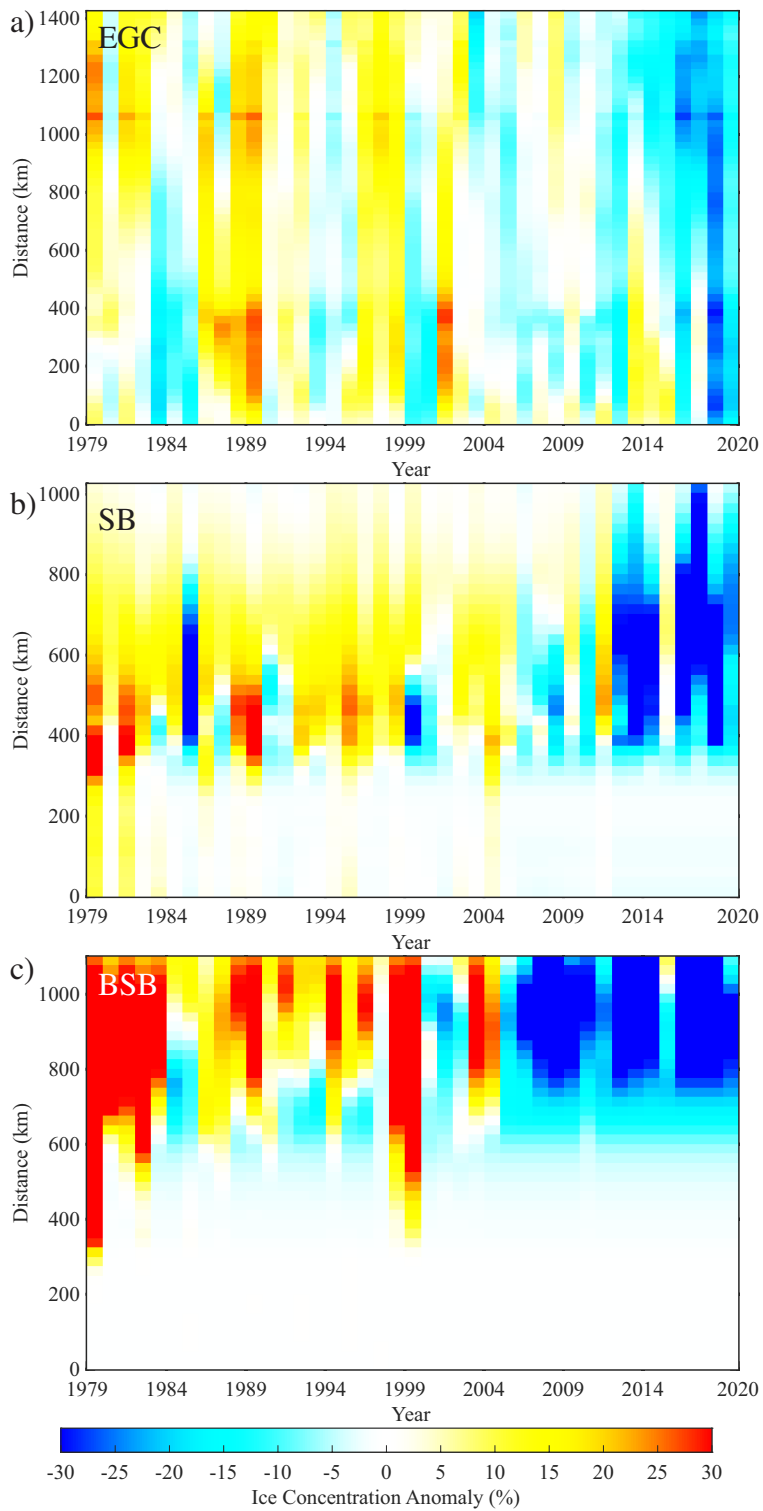 a)
EGC
1400
1200
1000
800
600
400
200
0
Distance (km)
1979 1984 1989 1994 1999 2004 2009 2014 2020
Year
b)
SB
1000
800
600
400
200
0
Distance (km)
1979 1984 1989 1994 1999 2004 2009 2014 2020
Year
c)
BSB
1000
800
600
400
200
0
Distance (km)
1979 1984 1989 1994 1999 2004 2009 2014 2020
Year
-30 -25 -20 -15 -10 -5 0 5 10 15 20 25 30
Ice Concentration Anomaly (%)